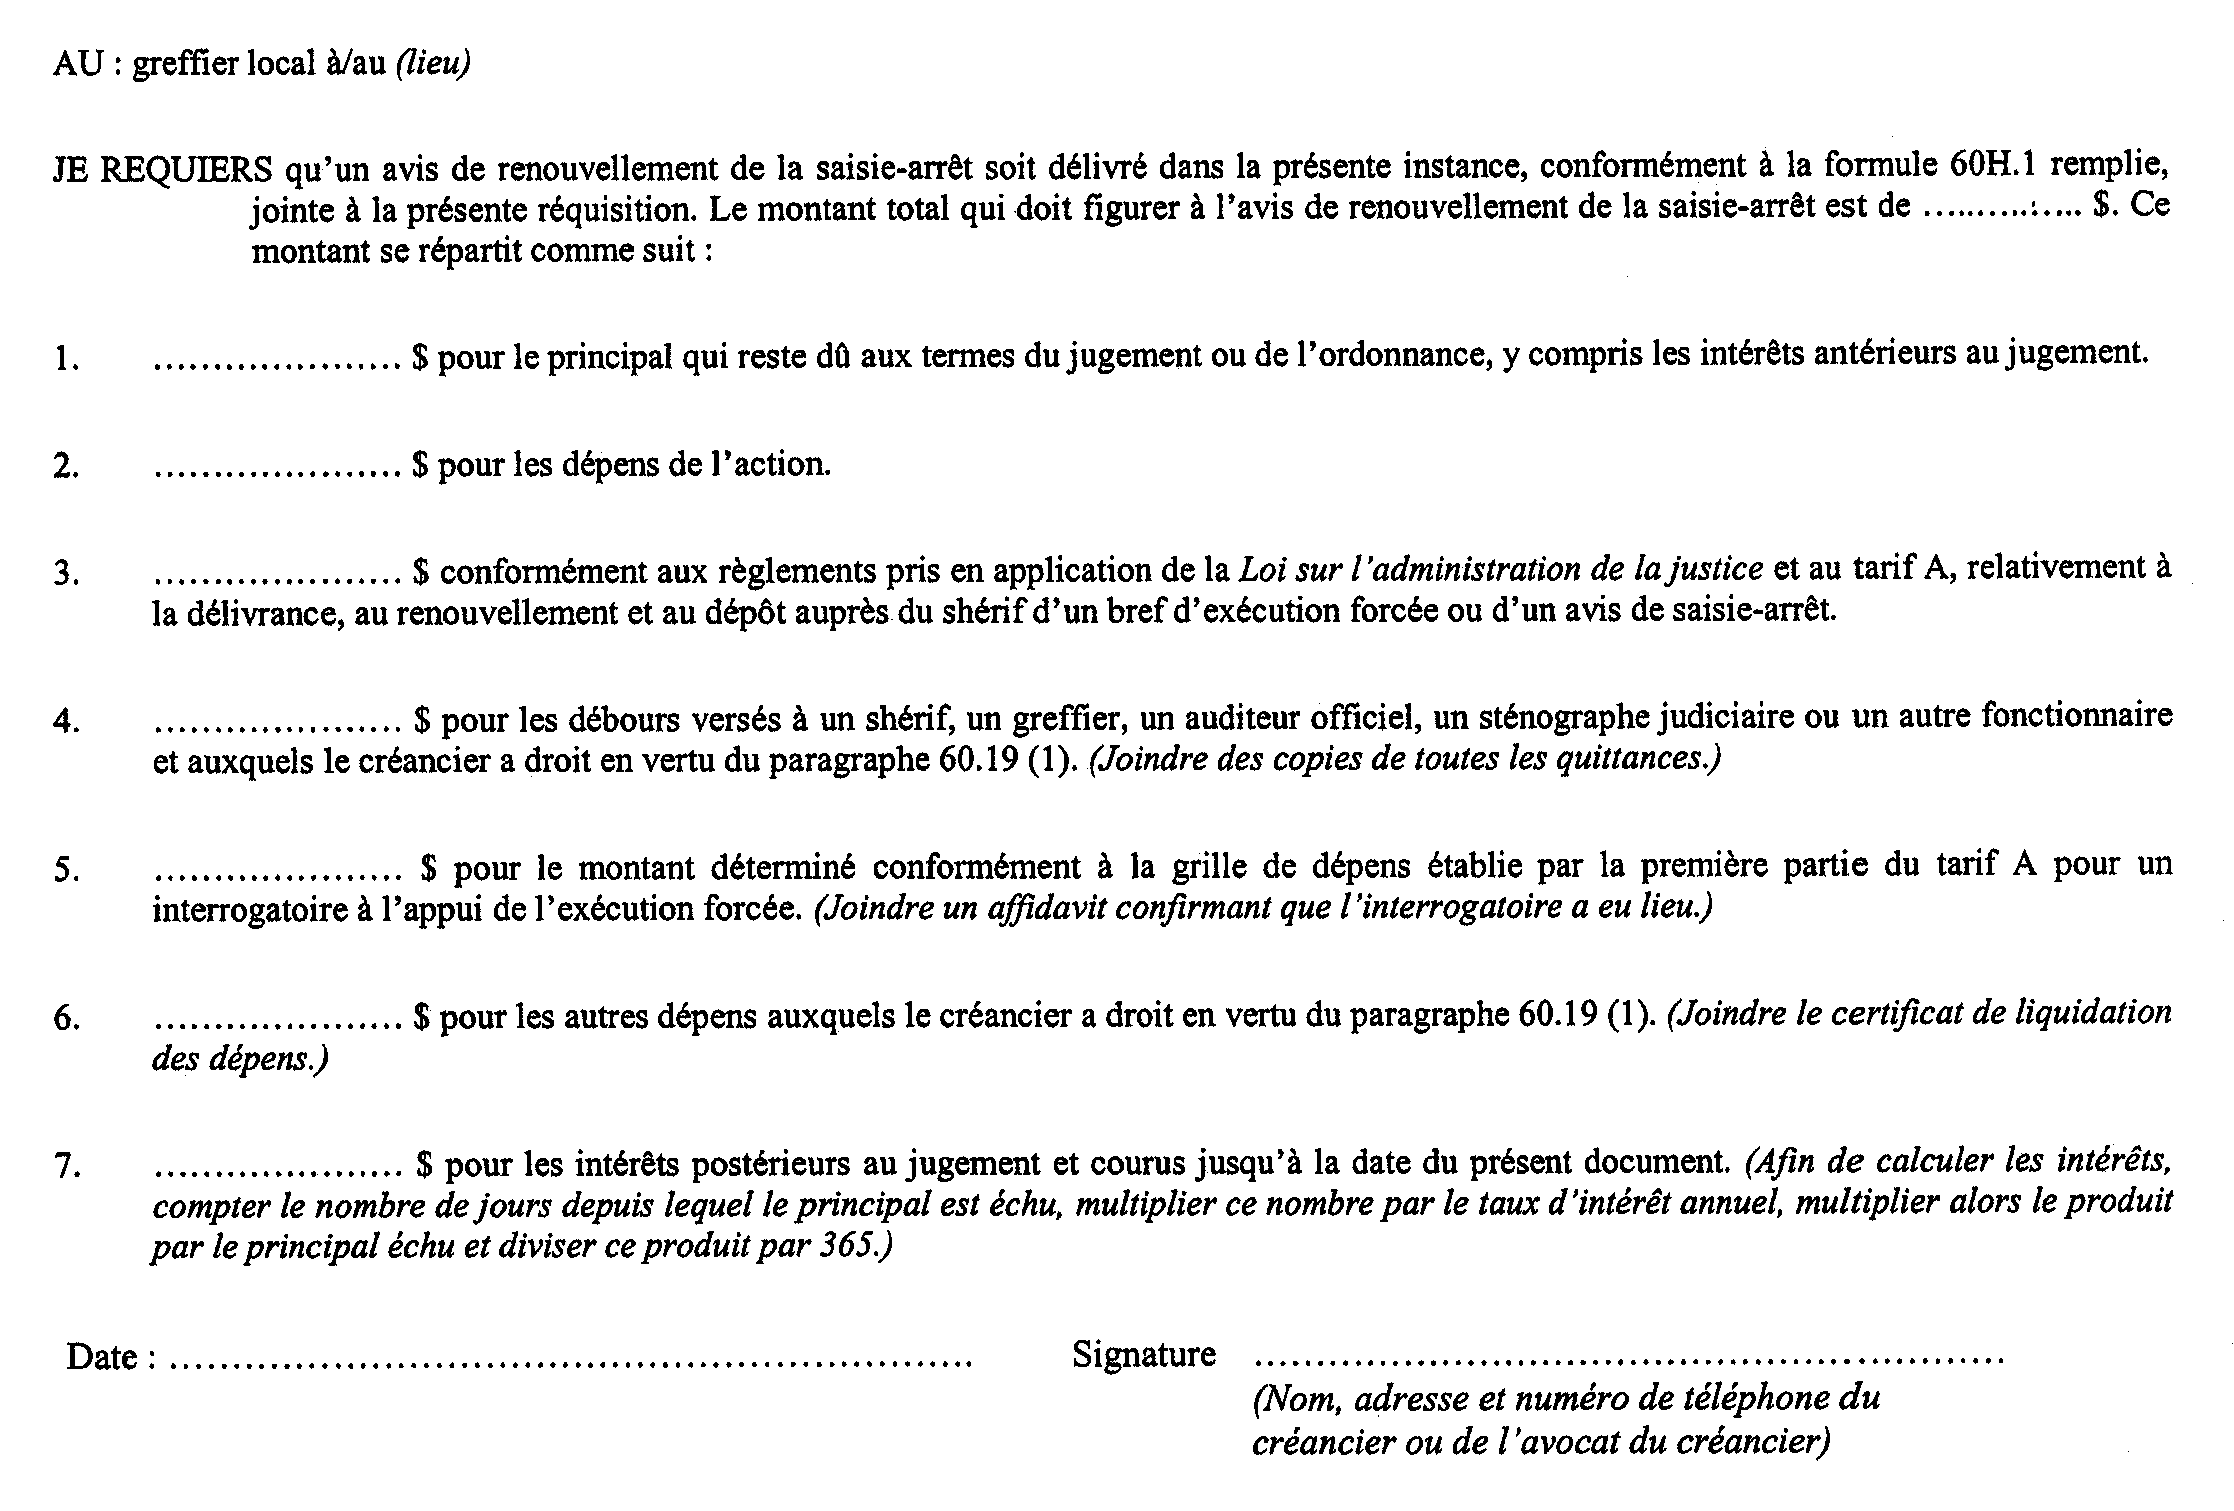 AU : greffier local à/au (lieu)
JE REQUIERS qu'un avis de renouvellement de la saisie-arrêt soit délivré dans la présente instance, conformément à la formule 60H.1 remplie,
jointe à la présente réquisition. Le montant total qui doit figurer à l'avis de renouvellement de la saisie-arrêt est de ..........:.... $. Ce
montant se répartit comme suit :
1. ..................... $ pour le principal qui reste dû aux termes du jugement ou de l'ordonnance, y compris les intérêts antérieurs au jugement.
2. ..................... $ pour les dépens de l'action.
3. ..................... $ conformément aux règlements pris en application de la Loi sur l'administration de la justice et au tarif A, relativement à
la délivrance, au renouvellement et au dépôt auprès du shérif d'un bref d'exécution forcée ou d'un avis de saisie-arrêt.
4. ..................... $ pour les débours versés à un shérif, un greffier, un auditeur officiel, un sténographe judiciaire ou un autre fonctionnaire
et auxquels le créancier a droit en vertu du paragraphe 60.19 (1). (Joindre des copies de toutes les quittances.)
5. ..................... $ pour le montant déterminé conformément à la grille de dépens établie par la première partie du tarif A pour un
interrogatoire à l'appui de l'exécution forcée. (Joindre un affidavit confirmant que l'interrogatoire a eu lieu.)
6. ..................... $ pour les autres dépens auxquels le créancier a droit en vertu du paragraphe 60.19 (1). (Joindre le certificat de liquidation
des dépens.)
7. ..................... $ pour les intérêts postérieurs au jugement et courus jusqu'à la date du présent document. (Afin de calculer les intérêts,
compter le nombre de jours depuis lequel le principal est échu, multiplier ce nombre par le taux d'intérêt annuel, multiplier alors le produit
par le principal échu et diviser ce produit par 365.)
Date : ................................................................ Signature ............................................................
(Nom, adresse et numéro de téléphone du
créancier ou de l'avocat du créancier)